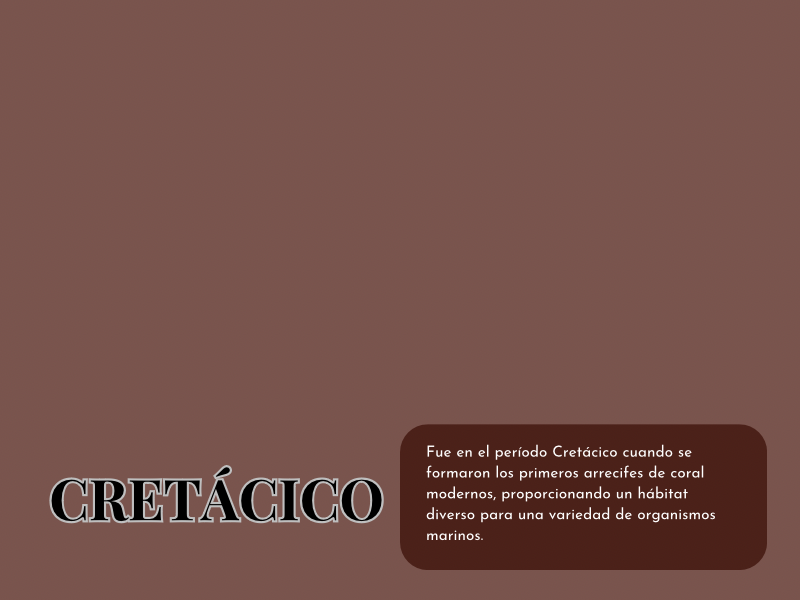 CRETÁCICO
Fue en el período Cretácico cuando se
formaron los primeros arrecifes de coral
modernos, proporcionando un hábitat
diverso para una variedad de organismos
marinos.